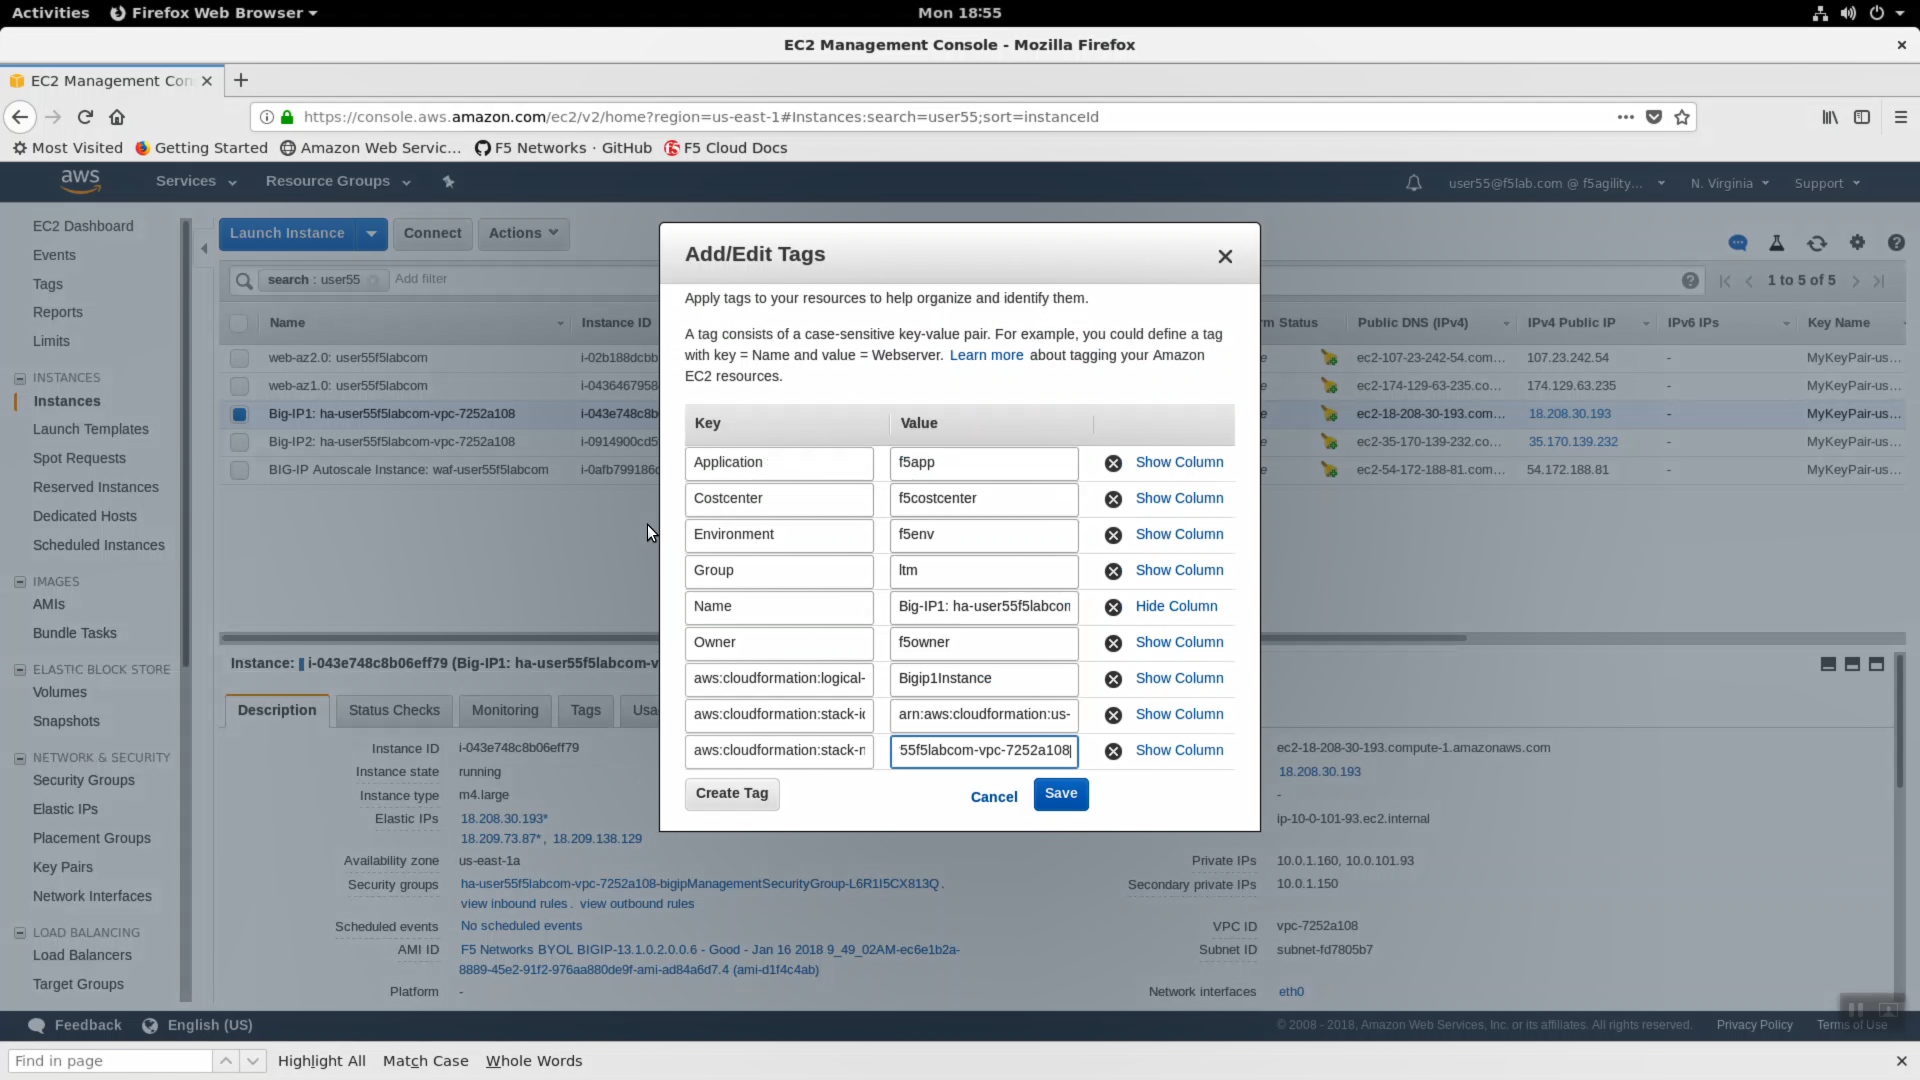 Activities Firefox Web Browser Mon 18:55
EC2 Management Console - Mozilla Firefox
EC2 Management Con
https://console.aws.amazon.com/ec2/v2/home?region=us-east-1#Instances:search=user55;sort=instanceId
Most Visited Getting Started Amazon Web Servic... F5 Networks · GitHub F5 Cloud Docs
aws Services Resource Groups user55@f5lab.com @ f5agility... N. Virginia Support
EC2 Dashboard
Events
Tags
Reports
Limits
INSTANCES
Instances
Launch Templates
Spot Requests
Reserved Instances
Dedicated Hosts
Scheduled Instances
IMAGES
AMIs
Bundle Tasks
ELASTIC BLOCK STORE
Volumes
Snapshots
NETWORK & SECURITY
Security Groups
Elastic IPs
Placement Groups
Key Pairs
Network Interfaces
LOAD BALANCING
Load Balancers
Target Groups
Launch Instance Connect Actions
search : user55 Add filter 1 to 5 of 5
Name Instance ID m Status Public DNS (IPv4) IPv4 Public IP IPv6 IPs Key Name
web-az2.0: user55f5labcom i-02b188dcbb e ec2-107-23-242-54.com... 107.23.242.54 - MyKeyPair-us...
web-az1.0: user55f5labcom i-0436467958 e ec2-174-129-63-235.co... 174.129.63.235 - MyKeyPair-us...
Big-IP1: ha-user55f5labcom-vpc-7252a108 i-043e748c8b e ec2-18-208-30-193.com... 18.208.30.193 - MyKeyPair-us...
Big-IP2: ha-user55f5labcom-vpc-7252a108 i-0914900cd5 e ec2-35-170-139-232.co... 35.170.139.232 - MyKeyPair-us...
BIG-IP Autoscale Instance: waf-user55f5labcom i-0afb799186 e ec2-54-172-188-81.com... 54.172.188.81 - MyKeyPair-us...
Add/Edit Tags
Apply tags to your resources to help organize and identify them.
A tag consists of a case-sensitive key-value pair. For example, you could define a tag
with key = Name and value = Webserver. Learn more about tagging your Amazon
EC2 resources.
Key Value
Application f5app Show Column
Costcenter f5costcenter Show Column
Environment f5env Show Column
Group ltm Show Column
Name Big-IP1: ha-user55f5labcon Hide Column
Owner f5owner Show Column
aws:cloudformation:logical- Bigip1Instance Show Column
aws:cloudformation:stack-ic arn:aws:cloudformation:us- Show Column
aws:cloudformation:stack-n 55f5labcom-vpc-7252a108 Show Column
Create Tag Cancel Save
Instance: i-043e748c8b06eff79 (Big-IP1: ha-user55f5labcom-v
Description Status Checks Monitoring Tags Usa
Instance ID i-043e748c8b06eff79
Instance state running
Instance type m4.large
Elastic IPs 18.208.30.193*
18.209.73.87* , 18.209.138.129
Availability zone us-east-1a
Security groups ha-user55f5labcom-vpc-7252a108-bigipManagementSecurityGroup-L6R1I5CX813Q .
view inbound rules . view outbound rules
Scheduled events No scheduled events
AMI ID F5 Networks BYOL BIGIP-13.1.0.2.0.0.6 - Good - Jan 16 2018 9_49_02AM-ec6e1b2a-
8889-45e2-91f2-976aa880de9f-ami-ad84a6d7.4 (ami-d1f4c4ab)
Platform -
ec2-18-208-30-193.compute-1.amazonaws.com
18.208.30.193
-
ip-10-0-101-93.ec2.internal
Private IPs 10.0.1.160, 10.0.101.93
Secondary private IPs 10.0.1.150
VPC ID vpc-7252a108
Subnet ID subnet-fd7805b7
Network interfaces eth0
Feedback English (US) © 2008 - 2018, Amazon Web Services, Inc. or its affiliates. All rights reserved. Privacy Policy Terms of Use
Find in page Highlight All Match Case Whole Words